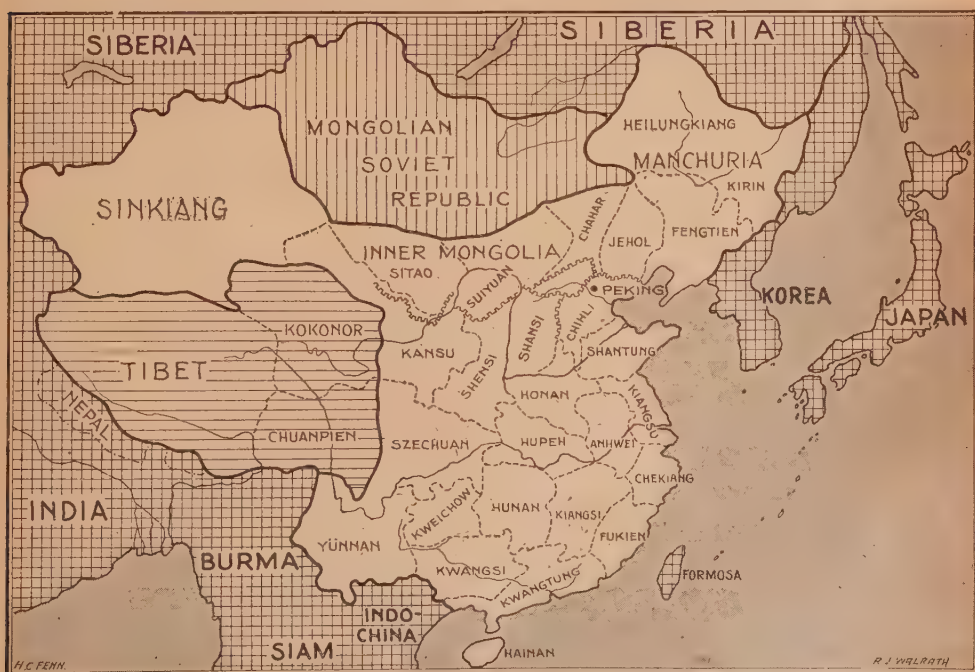 SIBERIA
SIBERIA
MONGOLIAN
SOVIET
REPUBLIC
HEILUNGKIANG
MANCHURIA
KIRIN
SINKIANG
CHAHAR
JEHOL
FENGTIEN
INNER MONGOLIA
SITAO
SUIYUAN
PEKING
KOREA
JAPAN
KOKONOR
KANSU
SHENSI
SHANSI
CHIHLI
SHANTUNG
TIBET
NEPAL
HONAN
KIANGSU
CHUANPIEN
SZECHUAN
HUPEH
ANHWEI
CHEKIANG
INDIA
KWEICHOW
HUNAN
KIANGSI
FUKIEN
BURMA
YÜNNAN
KWANGSI
KWANGTUNG
FORMOSA
INDO-
CHINA
SIAM
HAINAN
H.C FENN.
R J WALRATH